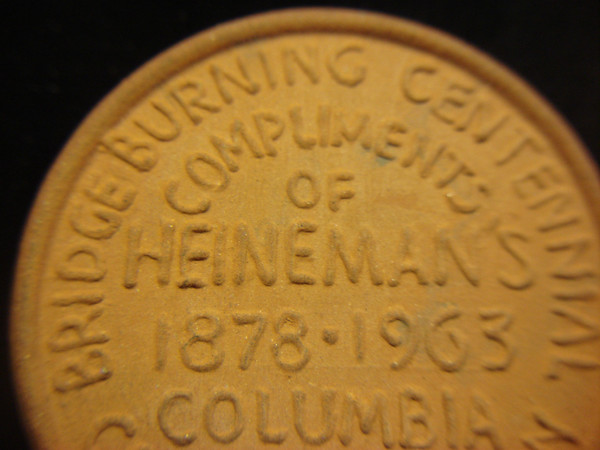 BRIDGE BURNING CENTENNIAL
COMPLIMENTS
OF
HEINEMAN'S
1878·1963
COLUMBIA